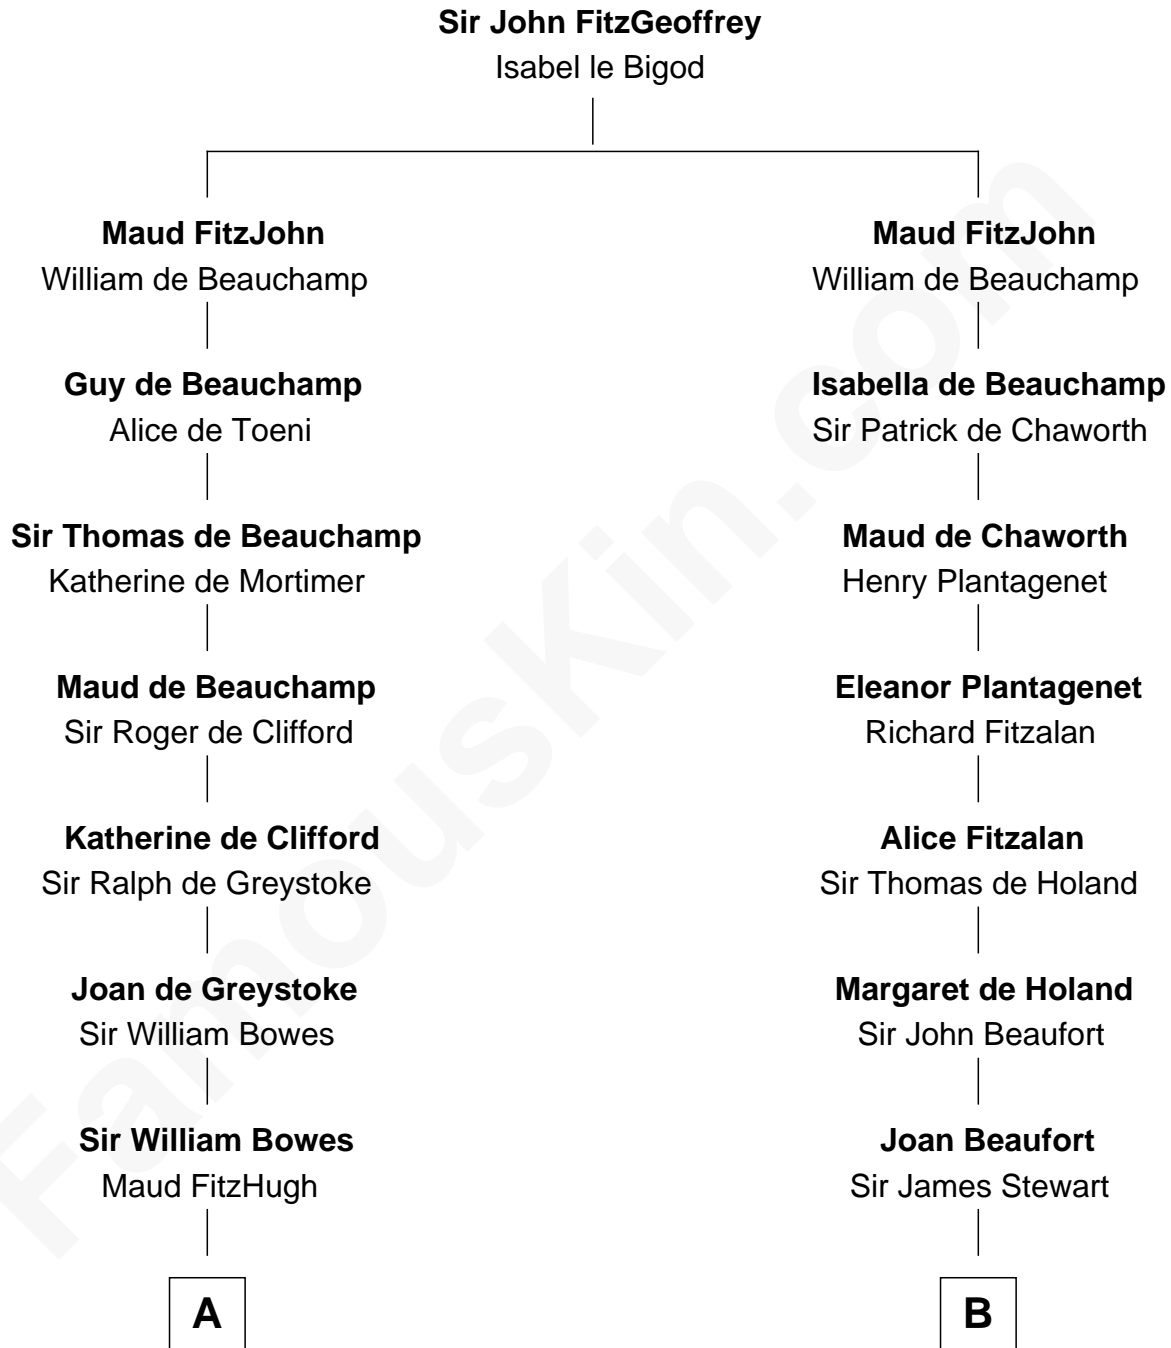 Sir John FitzGeoffrey
Isabel le Bigod
Maud FitzJohn
William de Beauchamp
Maud FitzJohn
William de Beauchamp
Guy de Beauchamp
Alice de Toeni
Isabella de Beauchamp
Sir Patrick de Chaworth
Sir Thomas de Beauchamp
Katherine de Mortimer
Maud de Chaworth
Henry Plantagenet
Maud de Beauchamp
Sir Roger de Clifford
Eleanor Plantagenet
Richard Fitzalan
Katherine de Clifford
Sir Ralph de Greystoke
Alice Fitzalan
Sir Thomas de Holand
Joan de Greystoke
Sir William Bowes
Margaret de Holand
Sir John Beaufort
Sir William Bowes
Maud FitzHugh
Joan Beaufort
Sir James Stewart
A
B
FamousKin.com